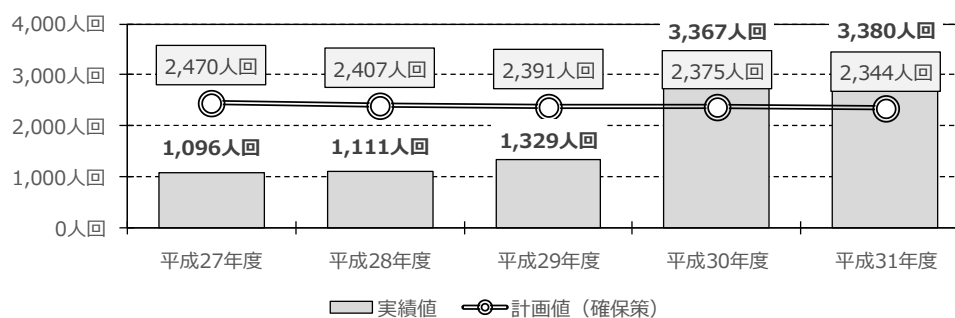 4,000人回
3,367人回
3,380人回
3,000人回
2,470人回
2,407人回
2,391人回
2,375人回
2,344人回
2,000人回
1,096人回
1,111人回
1,329人回
1,000人回
0人回
平成27年度
平成28年度
平成29年度
平成30年度
平成31年度
実績値
計画値（確保策）